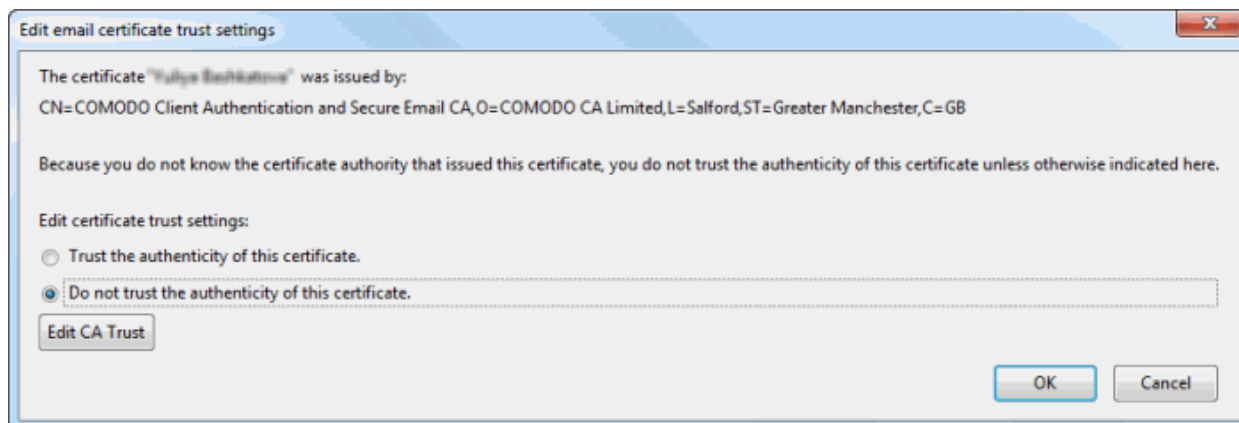 Edit email certificate trust settings
The certificate " " was issued by:
CN=COMODO Client Authentication and Secure Email CA,O=COMODO CA Limited,L=Salford,ST=Greater Manchester,C=GB
Because you do not know the certificate authority that issued this certificate, you do not trust the authenticity of this certificate unless otherwise indicated here.
Edit certificate trust settings:
Trust the authenticity of this certificate.
Do not trust the authenticity of this certificate.
Edit CA Trust
OK Cancel